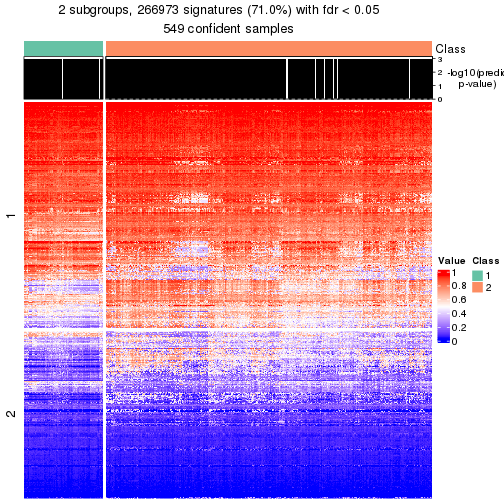 2 subgroups, 266973 signatures (71.0%) with fdr < 0.05
549 confident samples
Class
3
2
1
0
-log10(predic
p-value)
1
2
Value
1
0.8
0.6
0.4
0.2
0
Class
1
2